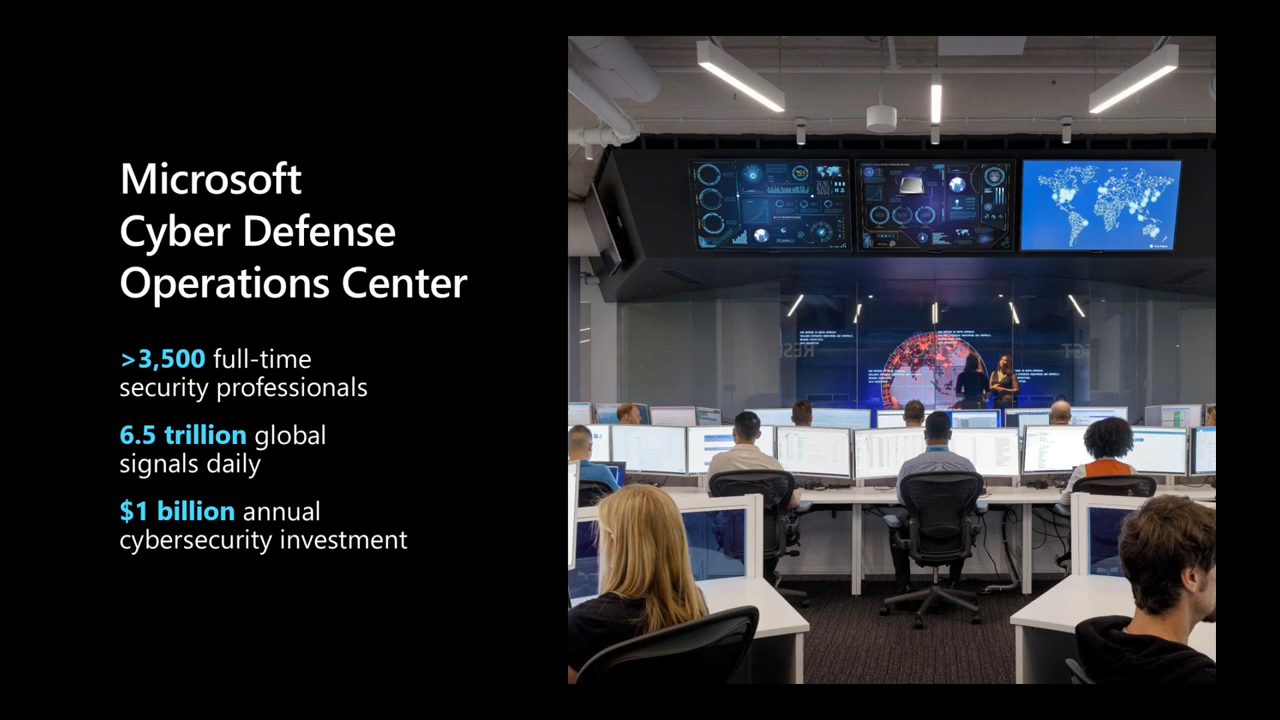 Microsoft
Cyber Defense
Operations Center
>3,500 full-time
security professionals
6.5 trillion global
signals daily
$1 billion annual
cybersecurity investment